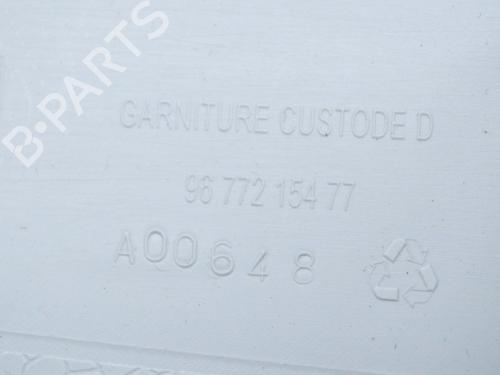 B-PARTS
GARNITURE CUSTODE D
96 772 154 77
A00648